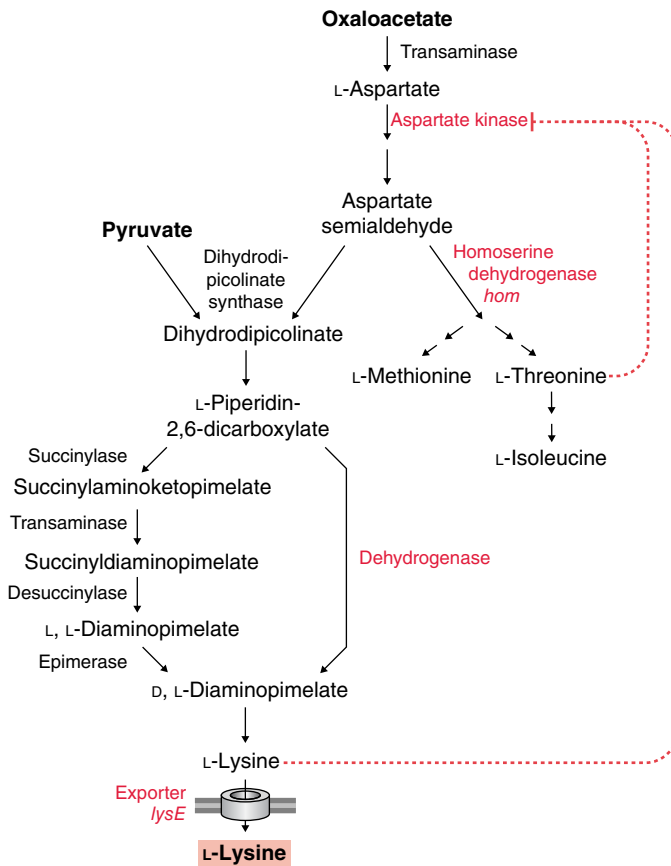 Oxaloacetate
Transaminase
L-Aspartate
Aspartate kinase
Aspartate
semialdehyde
Pyruvate
Dihydrodi-
picolinate
synthase
Homoserine
dehydrogenase
hom
Dihydrodipicolinate
L-Methionine
L-Threonine
L-Piperidin-
2,6-dicarboxylate
L-Isoleucine
Succinylase
Succinylaminoketopimelate
Transaminase
Succinyldiaminopimelate
Dehydrogenase
Desuccinylase
L, L-Diaminopimelate
Epimerase
D, L-Diaminopimelate
L-Lysine
Exporter
lysE
L-Lysine